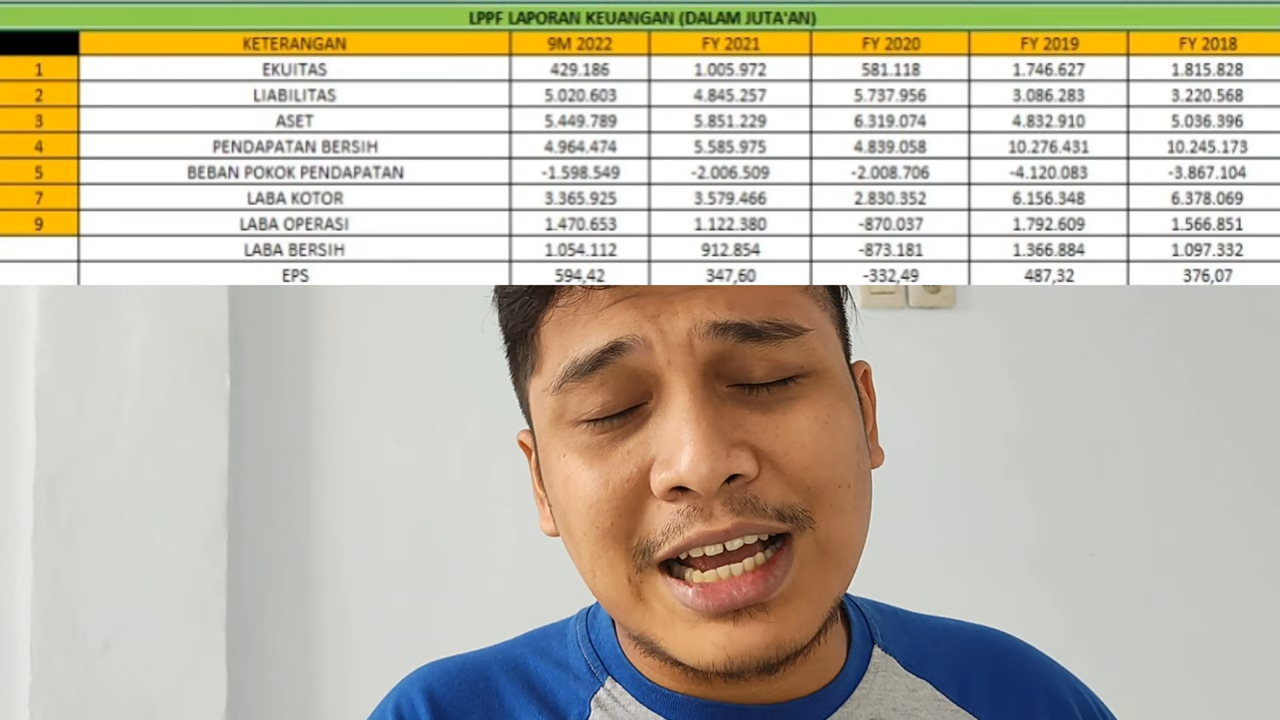 LPPF LAPORAN KEUANGAN (DALAM JUTA'AN)
KETERANGAN 9M 2022 FY 2021 FY 2020 FY 2019 FY 2018
1 EKUITAS 429.186 1.005.972 581.118 1.746.627 1.815.828
2 LIABILITAS 5.020.603 4.845.257 5.737.956 3.086.283 3.220.568
3 ASET 5.449.789 5.851.229 6.319.074 4.832.910 5.036.396
4 PENDAPATAN BERSIH 4.964.474 5.585.975 4.839.058 10.276.431 10.245.173
5 BEBAN POKOK PENDAPATAN -1.598.549 -2.006.509 -2.008.706 -4.120.083 -3.867.104
7 LABA KOTOR 3.365.925 3.579.466 2.830.352 6.156.348 6.378.069
9 LABA OPERASI 1.470.653 1.122.380 -870.037 1.792.609 1.566.851
LABA BERSIH 1.054.112 912.854 -873.181 1.366.884 1.097.332
EPS 594,42 347,60 -332,49 487,32 376,07